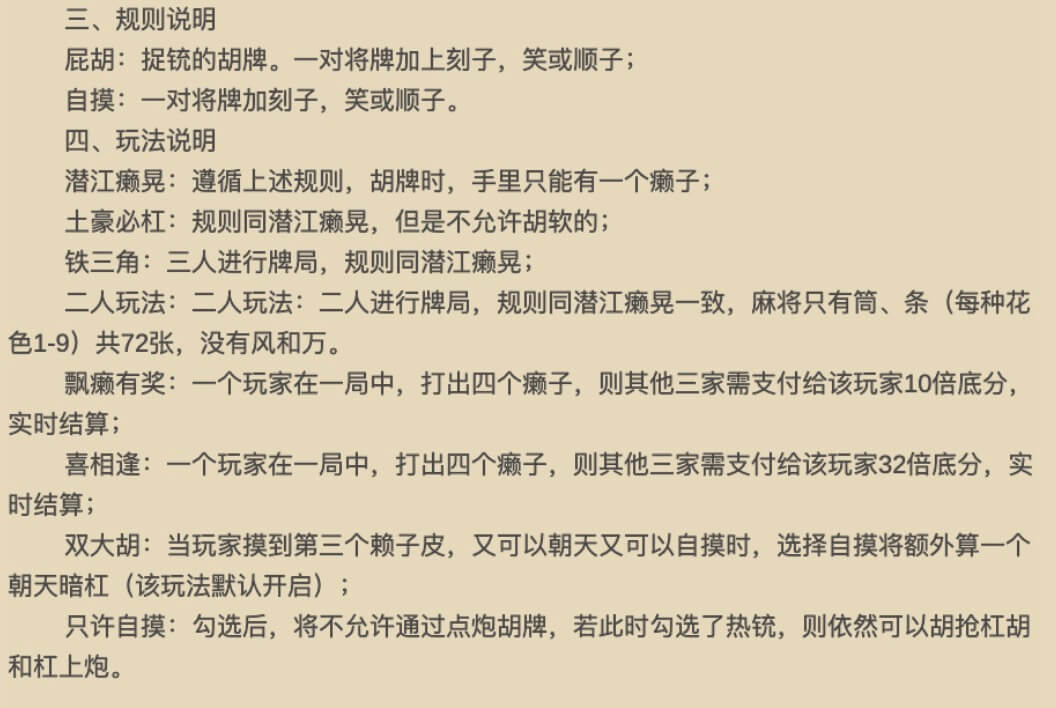 三、规则说明
屁胡：捉铳的胡牌。一对将牌加上刻子，笑或顺子；
自摸：一对将牌加刻子，笑或顺子。
四、玩法说明
潜江癞晃：遵循上述规则，胡牌时，手里只能有一个癞子；
土豪必杠：规则同潜江癞晃，但是不允许胡软的；
铁三角：三人进行牌局，规则同潜江癞晃；
二人玩法：二人玩法：二人进行牌局，规则同潜江癞晃一致，麻将只有筒、条（每种花
色1-9）共72张，没有风和万。
飘癞有奖：一个玩家在一局中，打出四个癞子，则其他三家需支付给该玩家10倍底分，
实时结算；
喜相逢：一个玩家在一局中，打出四个癞子，则其他三家需支付给该玩家32倍底分，实
时结算；
双大胡：当玩家摸到第三个赖子皮，又可以朝天又可以自摸时，选择自摸将额外算一个
朝天暗杠（该玩法默认开启）；
只许自摸：勾选后，将不允许通过点炮胡牌，若此时勾选了热铳，则依然可以胡抢杠胡
和杠上炮。